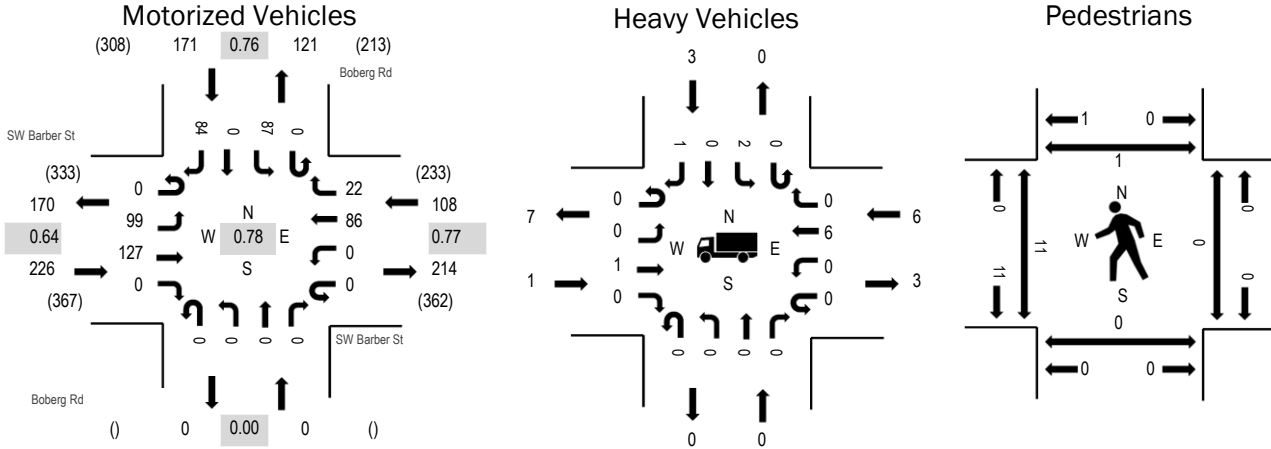 Motorized Vehicles
(308) 171 0.76 121 (213)
Boberg Rd
SW Barber St
84 0 87 0
(333) 0 22 (233)
170 99 N 86 108
0.64 W 0.78 E 0.77
226 127 S 0 214
(367) 0 0 (362)
0 0 0 0
SW Barber St
Boberg Rd
() 0 0.00 0 ()
Heavy Vehicles
3 0
1 0 2 0
0 0
7 0 N 6 6
W E
1 1 S 0 3
0 0
0 0 0 0
0 0
Pedestrians
1 0
1
0 N 0
W 11 E 0
11 S 0
0
0 0